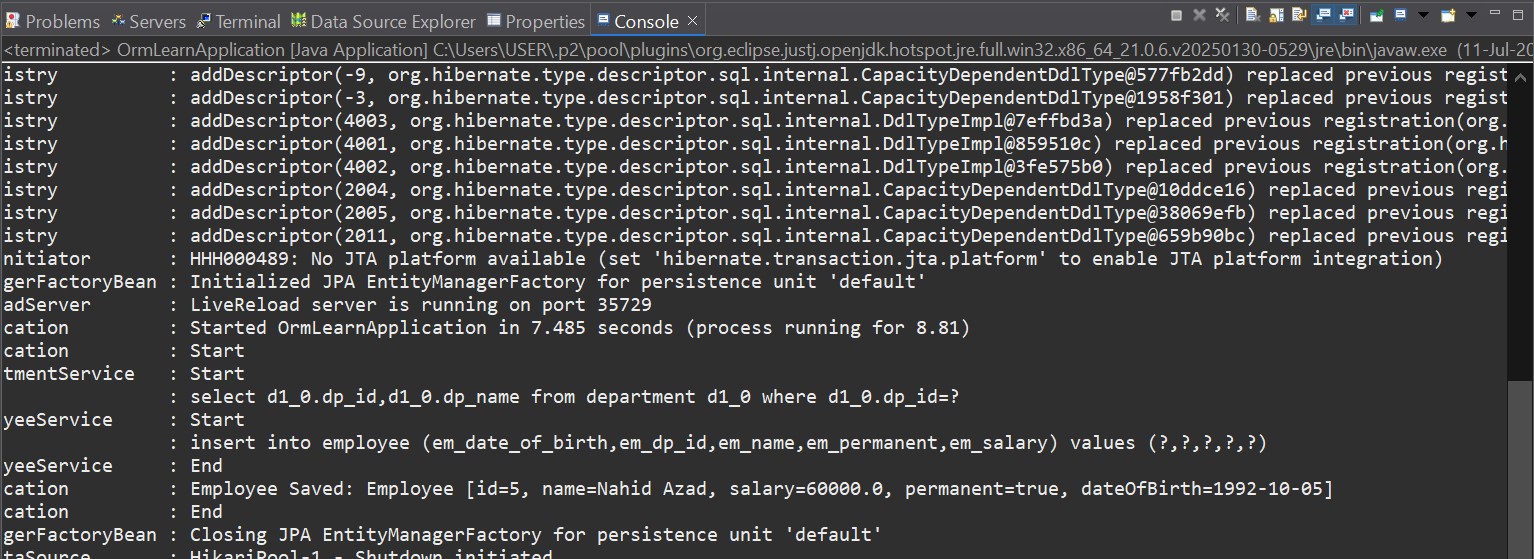 Problems Servers Terminal Data Source Explorer Properties Console
<terminated> OrmLearnApplication [Java Application] C:\Users\USER\.p2\pool\plugins\org.eclipse.justj.openjdk.hotspot.jre.full.win32.x86_64_21.0.6.v20250130-0529\jre\bin\javaw.exe (11-Jul-20
istry : addDescriptor(-9, org.hibernate.type.descriptor.sql.internal.CapacityDependentDdlType@577fb2dd) replaced previous regist
istry : addDescriptor(-3, org.hibernate.type.descriptor.sql.internal.CapacityDependentDdlType@1958f301) replaced previous regist
istry : addDescriptor(4003, org.hibernate.type.descriptor.sql.internal.DdlTypeImpl@7effbd3a) replaced previous registration(org.
istry : addDescriptor(4001, org.hibernate.type.descriptor.sql.internal.DdlTypeImpl@859510c) replaced previous registration(org.h
istry : addDescriptor(4002, org.hibernate.type.descriptor.sql.internal.DdlTypeImpl@3fe575b0) replaced previous registration(org.
istry : addDescriptor(2004, org.hibernate.type.descriptor.sql.internal.CapacityDependentDdlType@10ddce16) replaced previous regi
istry : addDescriptor(2005, org.hibernate.type.descriptor.sql.internal.CapacityDependentDdlType@38069efb) replaced previous regi
istry : addDescriptor(2011, org.hibernate.type.descriptor.sql.internal.CapacityDependentDdlType@659b90bc) replaced previous regi
nitiator : HHH000489: No JTA platform available (set 'hibernate.transaction.jta.platform' to enable JTA platform integration)
gerFactoryBean : Initialized JPA EntityManagerFactory for persistence unit 'default'
adServer : LiveReload server is running on port 35729
cation : Started OrmLearnApplication in 7.485 seconds (process running for 8.81)
cation : Start
tmentService : Start
: select d1_0.dp_id,d1_0.dp_name from department d1_0 where d1_0.dp_id=?
yeeService : Start
: insert into employee (em_date_of_birth,em_dp_id,em_name,em_permanent,em_salary) values (?,?,?,?,?)
yeeService : End
cation : Employee Saved: Employee [id=5, name=Nahid Azad, salary=60000.0, permanent=true, dateOfBirth=1992-10-05]
cation : End
gerFactoryBean : Closing JPA EntityManagerFactory for persistence unit 'default'
taSource : HikariPool-1 - Shutdown initiated